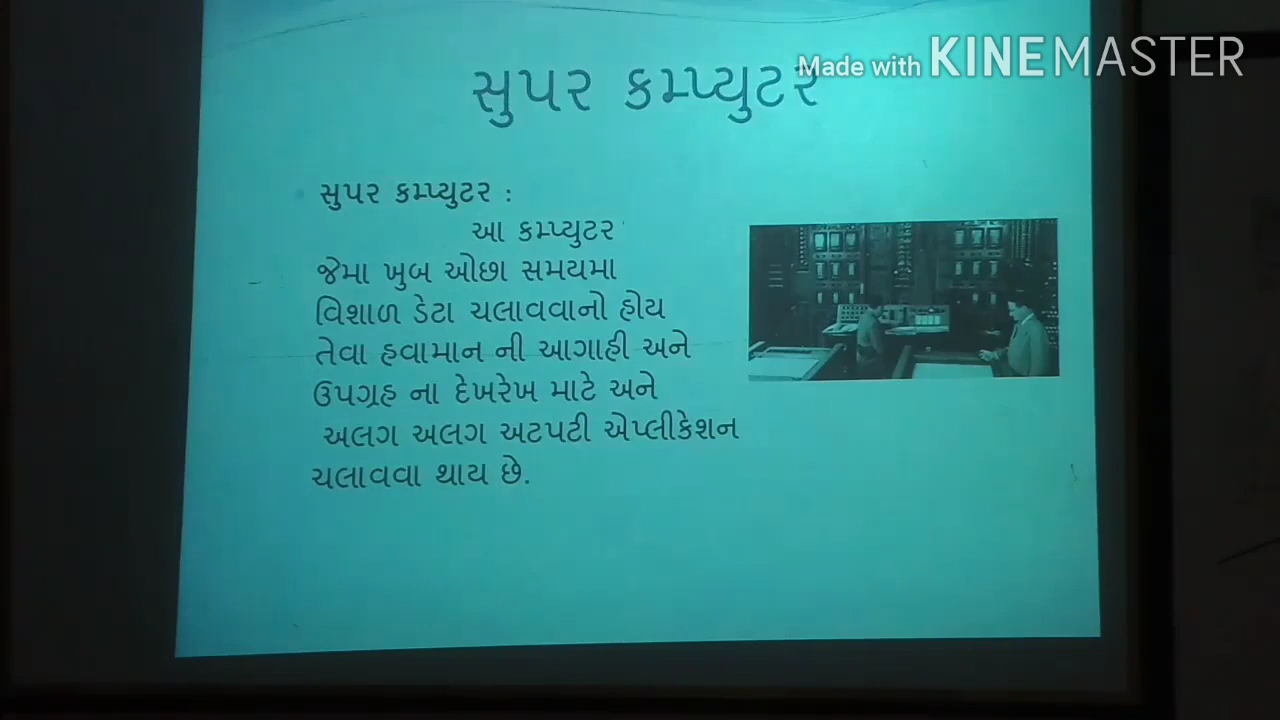 Made with KINEMASTER
સુપર કમ્પ્યુટર
સુપર કમ્પ્યુટર :
આ કમ્પ્યુટર
જેમા ખુબ ઓછા સમયમા
વિશાળ ડેટા ચલાવવાનો હોય
તેવા હવામાન ની આગાહી અને
ઉપગ્રહ ના દેખરેખ માટે અને
અલગ અલગ અટપટી એપ્લીકેશન
ચલાવવા થાય છે.